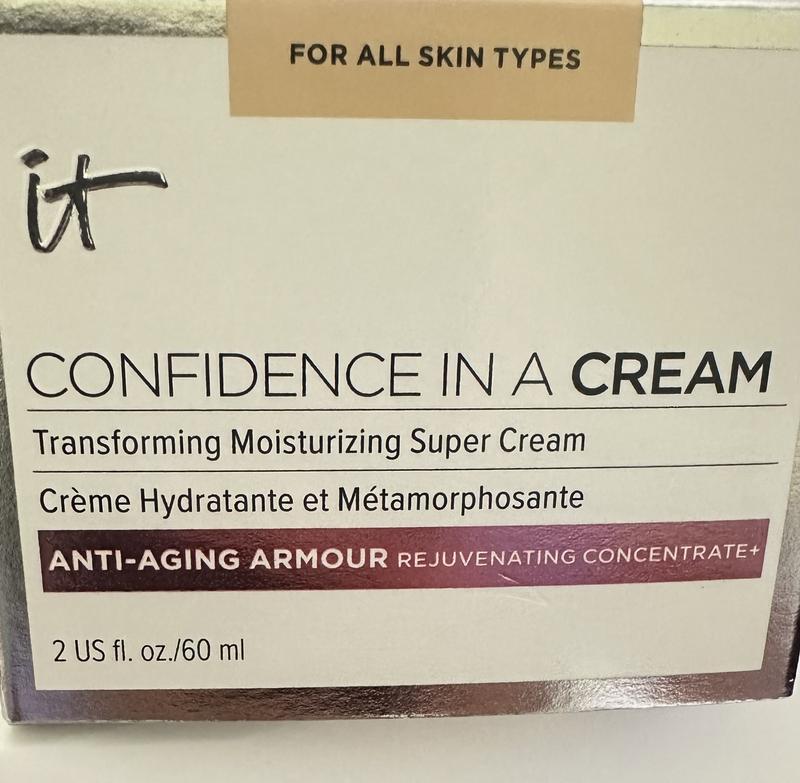 FOR ALL SKIN TYPES
it
CONFIDENCE IN A CREAM
Transforming Moisturizing Super Cream
Crème Hydratante et Métamorphosante
ANTI-AGING ARMOUR REJUVENATING CONCENTRATE+
2 US fl. oz./60 ml